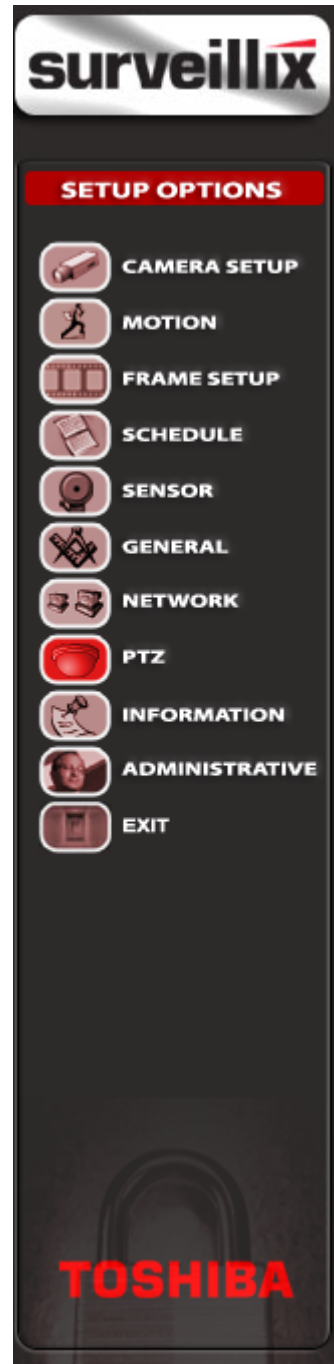 surveillix
SETUP OPTIONS
CAMERA SETUP
MOTION
FRAME SETUP
SCHEDULE
SENSOR
GENERAL
NETWORK
PTZ
INFORMATION
ADMINISTRATIVE
EXIT
TOSHIBA